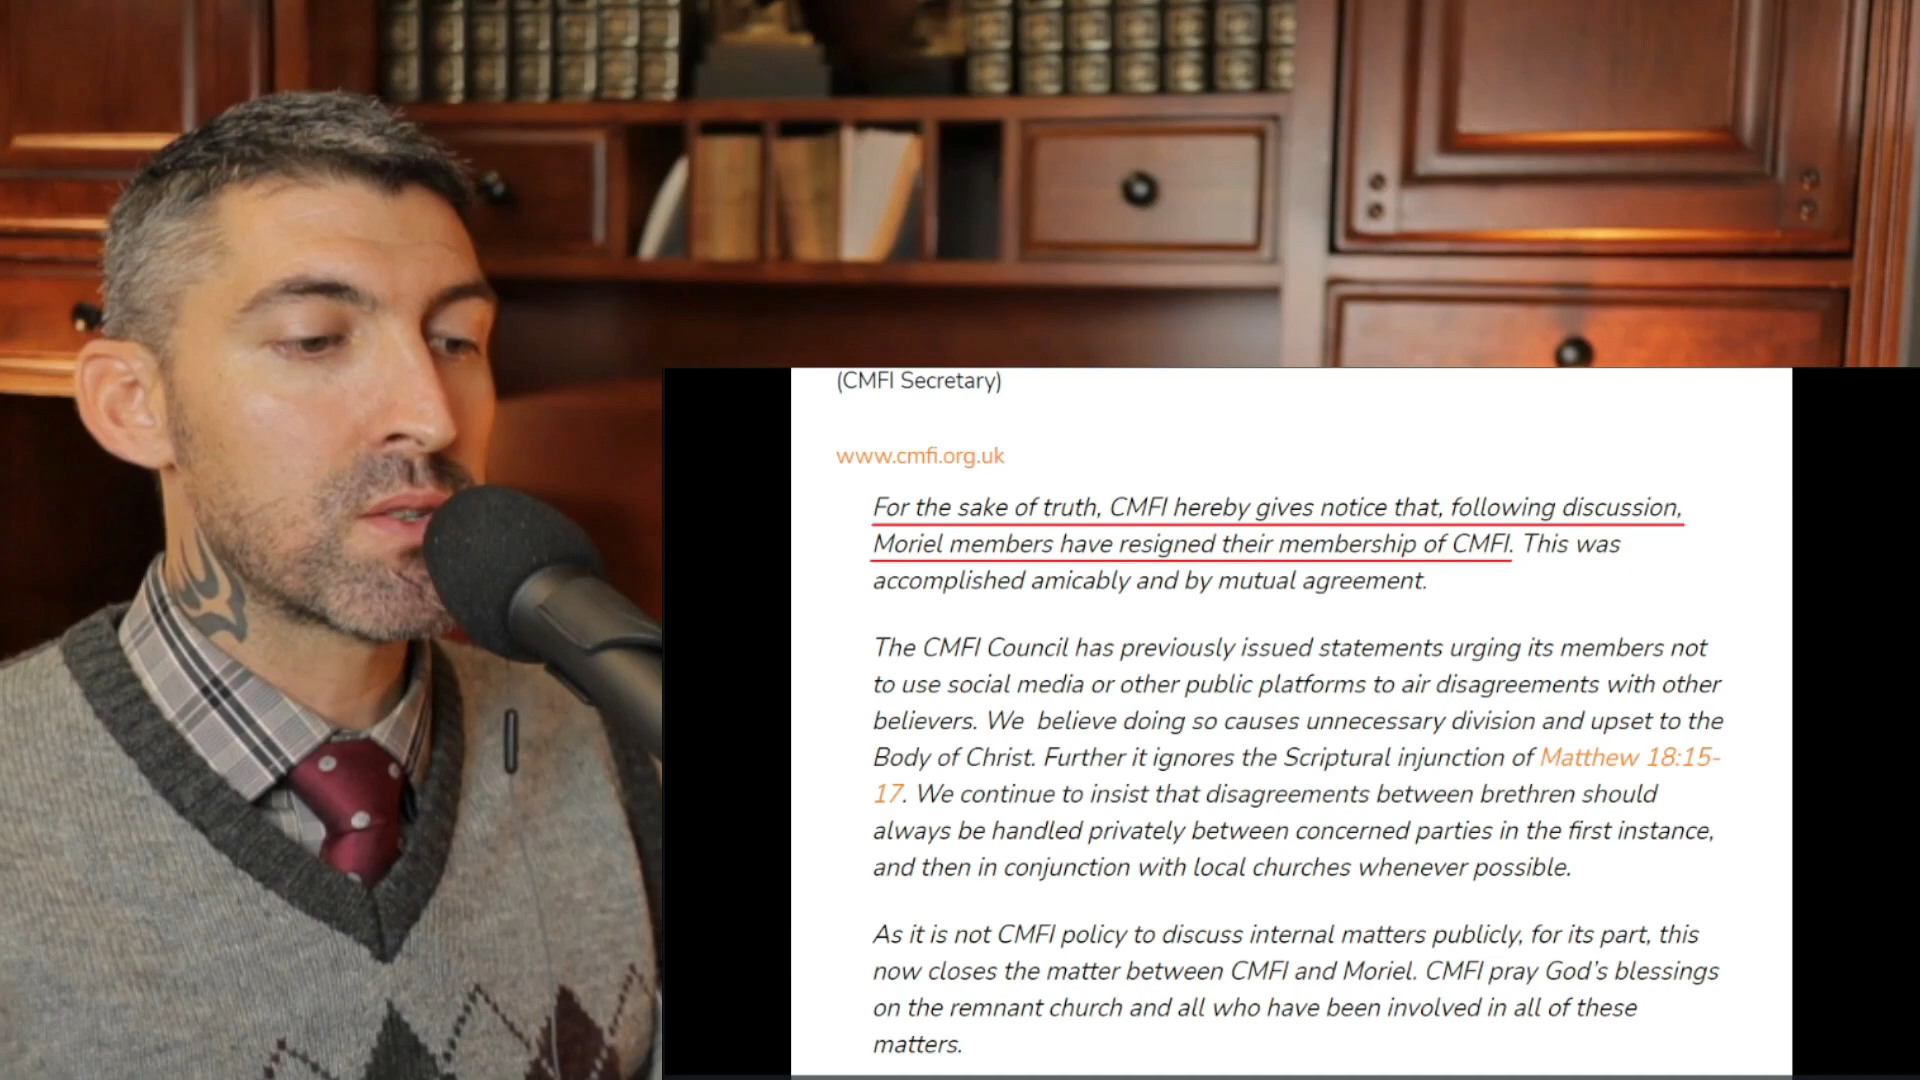 (CMFI Secretary)
www.cmfi.org.uk
For the sake of truth, CMFI hereby gives notice that, following discussion,
Moriel members have resigned their membership of CMFI. This was
accomplished amicably and by mutual agreement.
The CMFI Council has previously issued statements urging its members not
to use social media or other public platforms to air disagreements with other
believers. We believe doing so causes unnecessary division and upset to the
Body of Christ. Further it ignores the Scriptural injunction of Matthew 18:15-
17. We continue to insist that disagreements between brethren should
always be handled privately between concerned parties in the first instance,
and then in conjunction with local churches whenever possible.
As it is not CMFI policy to discuss internal matters publicly, for its part, this
now closes the matter between CMFI and Moriel. CMFI pray God's blessings
on the remnant church and all who have been involved in all of these
matters.